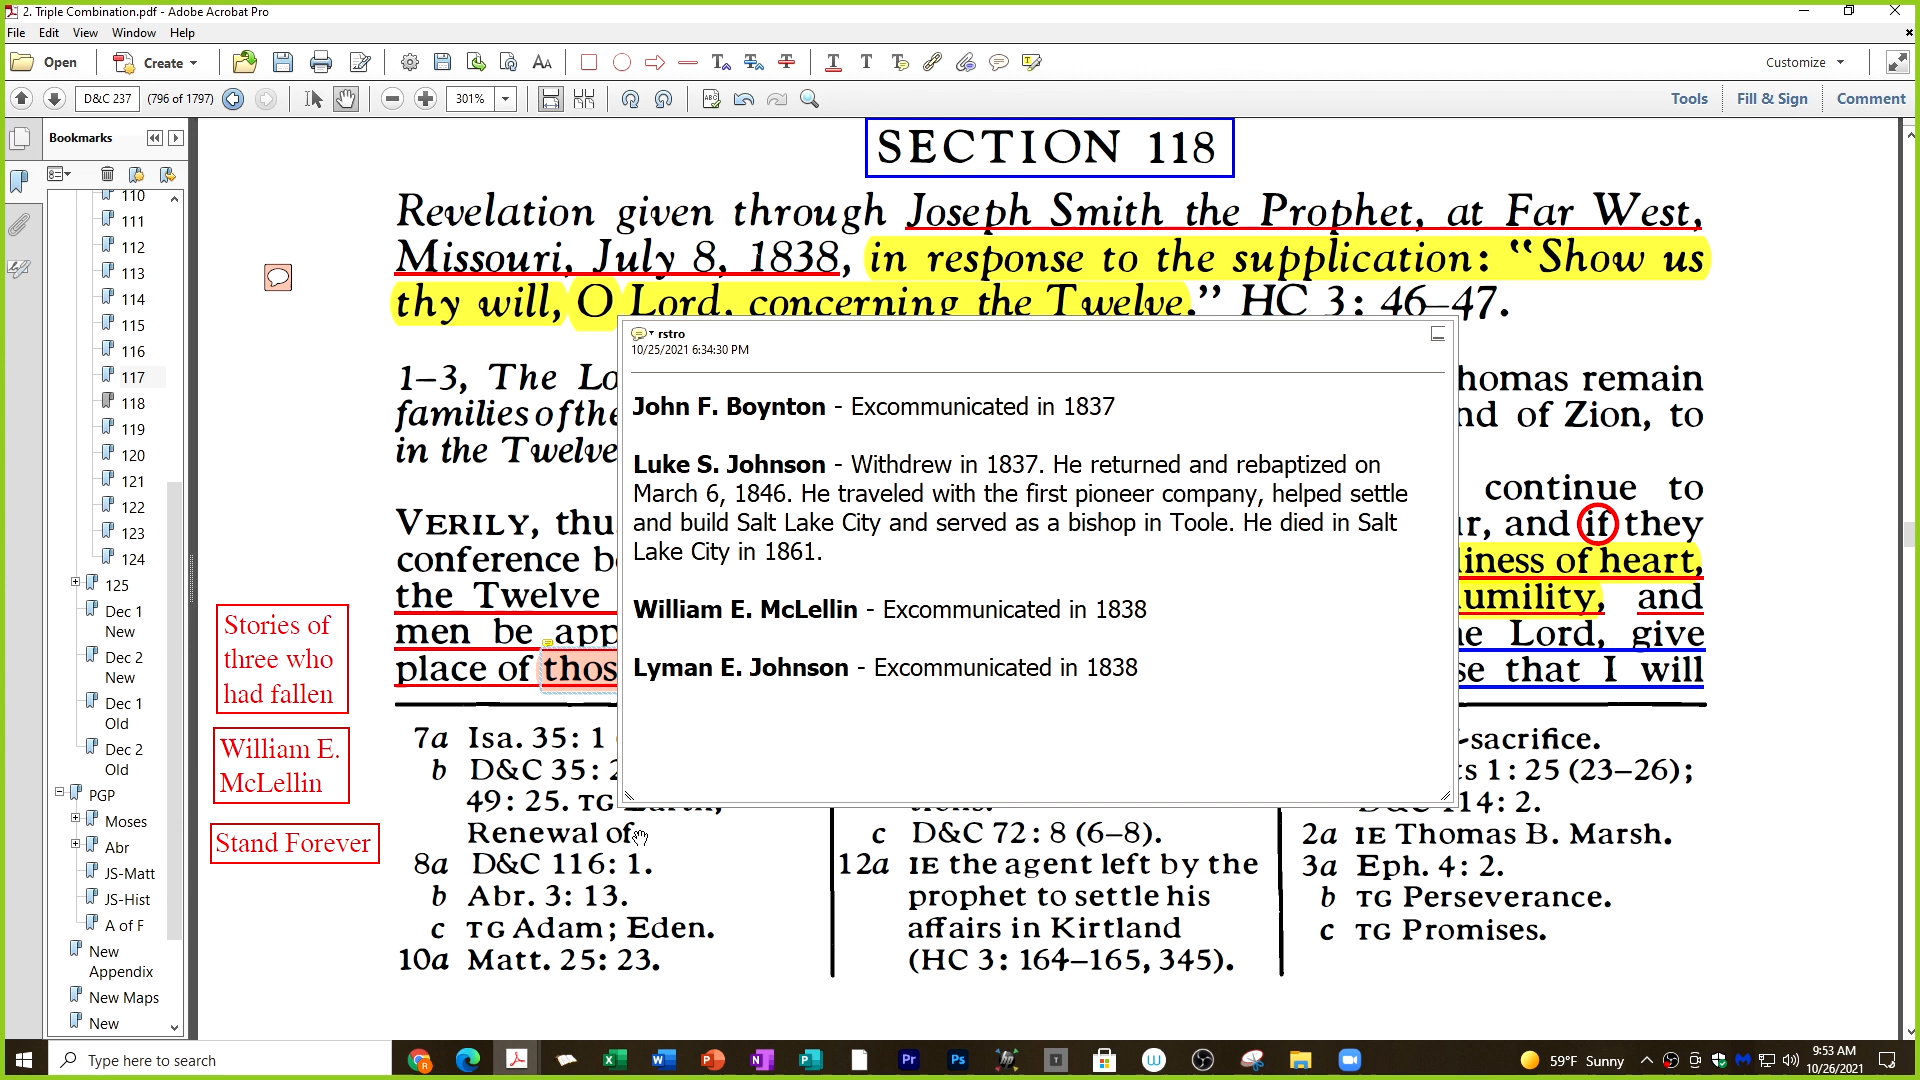 2. Triple Combination.pdf - Adobe Acrobat Pro
File Edit View Window Help
Open Create Customize
D&C 237 (796 of 1797) 301% Tools Fill & Sign Comment
Bookmarks
110
111
112
113
114
115
116
117
118
119
120
121
122
123
124
125
Dec 1
New
Dec 2
New
Dec 1
Old
Dec 2
Old
PGP
Moses
Abr
JS-Matt
JS-Hist
A of F
New
Appendix
New Maps
New
Stories of
three who
had fallen
William E.
McLellin
Stand Forever
SECTION 118
Revelation given through Joseph Smith the Prophet, at Far West,
Missouri, July 8, 1838, in response to the supplication: “Show us
thy will, O Lord, concerning the Twelve.” HC 3: 46–47.
1–3, The Lo
families of the
in the Twelve
homas remain
nd of Zion, to
VERILY, thu
conference be
the Twelve
men be app
place of thos
continue to
r, and if they
liness of heart,
umility, and
e Lord, give
se that I will
rstro
10/25/2021 6:34:30 PM
John F. Boynton - Excommunicated in 1837
Luke S. Johnson - Withdrew in 1837. He returned and rebaptized on
March 6, 1846. He traveled with the first pioneer company, helped settle
and build Salt Lake City and served as a bishop in Toole. He died in Salt
Lake City in 1861.
William E. McLellin - Excommunicated in 1838
Lyman E. Johnson - Excommunicated in 1838
7a Isa. 35: 1
b D&C 35: 2
49: 25. TG Earth,
Renewal of.
8a D&C 116: 1.
b Abr. 3: 13.
c TG Adam; Eden.
10a Matt. 25: 23.
tions.
c D&C 72: 8 (6–8).
12a IE the agent left by the
prophet to settle his
affairs in Kirtland
(HC 3: 164–165, 345).
-sacrifice.
ts 1: 25 (23–26);
D&C 114: 2.
2a IE Thomas B. Marsh.
3a Eph. 4: 2.
b TG Perseverance.
c TG Promises.
Type here to search
59°F Sunny
9:53 AM
10/26/2021